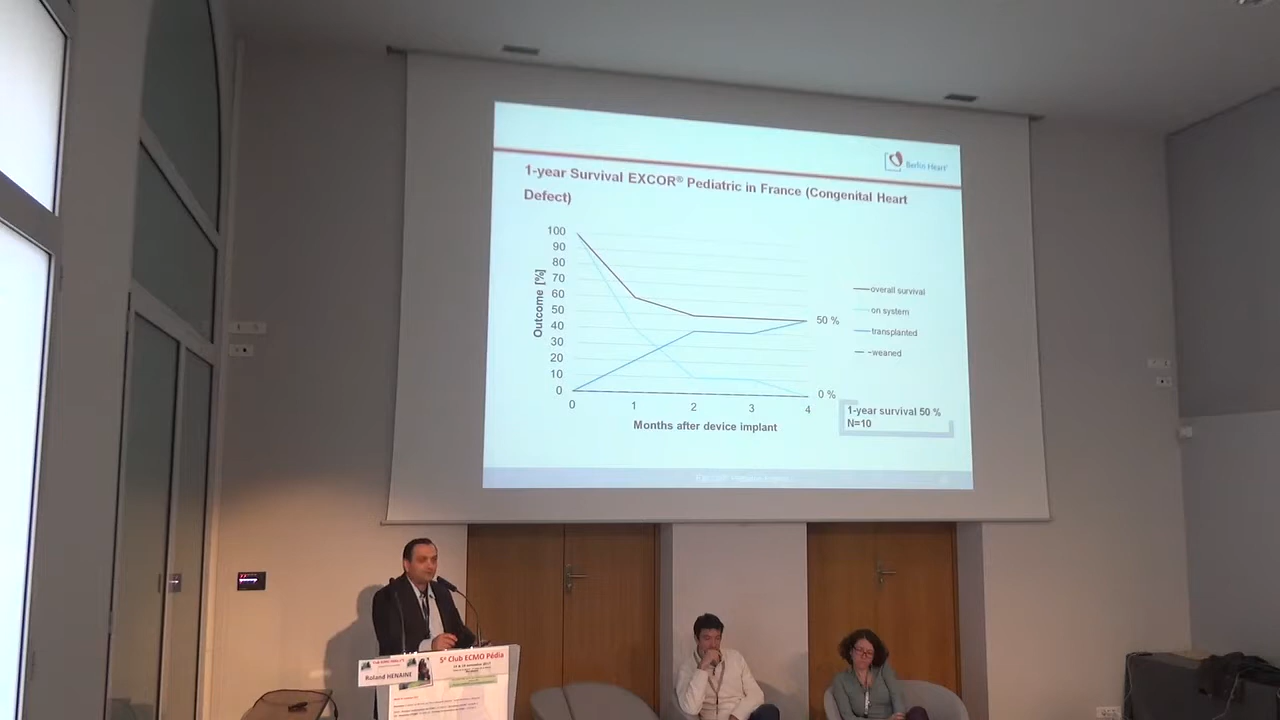 Berlin Heart
1-year Survival EXCOR® Pediatric in France (Congenital Heart
Defect)
100
90
80
70
60
50
40
30
20
10
0
Outcome [%]
0 1 2 3 4
Months after device implant
50 %
0 %
overall survival
on system
transplanted
weaned
1-year survival 50 %
N=10
5e Club ECMO Pédia
Roland HENAINE